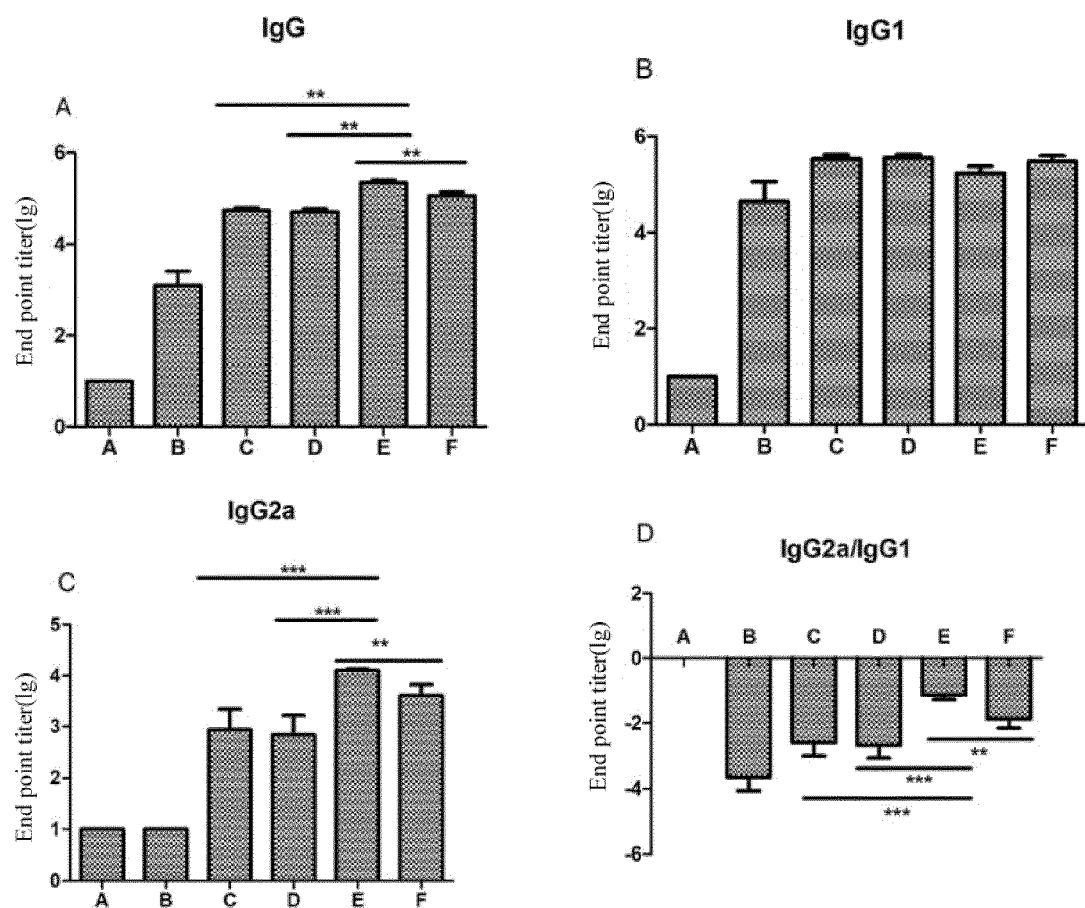 IgG
A
**
**
**
End point titer(lg)
6
4
2
0
A B C D E F
IgG1
B
End point titer(lg)
6
4
2
0
A B C D E F
IgG2a
C
***
***
**
End point titer(lg)
5
4
3
2
1
0
A B C D E F
D
IgG2a/IgG1
End point titer(lg)
2
A B C D E F
0
-2
**
***
-4
***
-6